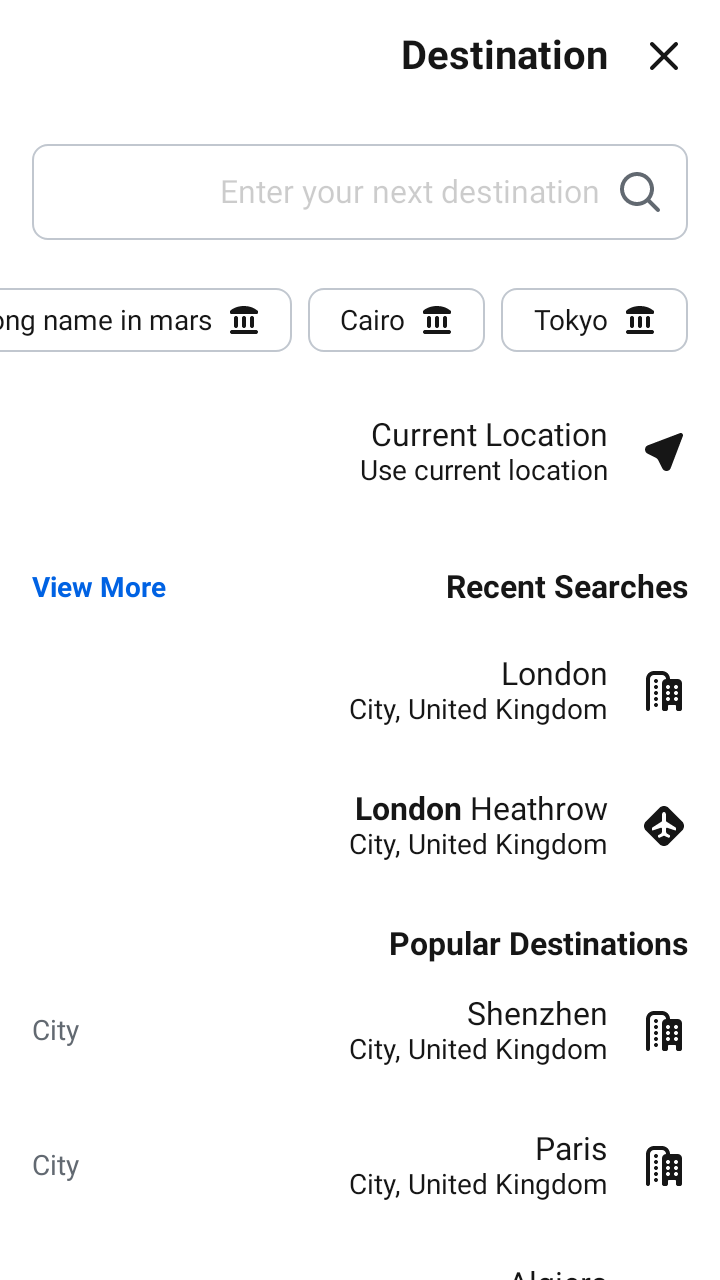 Destination
Enter your next destination
Tokyo
Cairo
name in mars
Current Location
Use current location
Recent Searches
View More
London
City, United Kingdom
London Heathrow
City, United Kingdom
Popular Destinations
Shenzhen
City, United Kingdom
City
Paris
City, United Kingdom
City